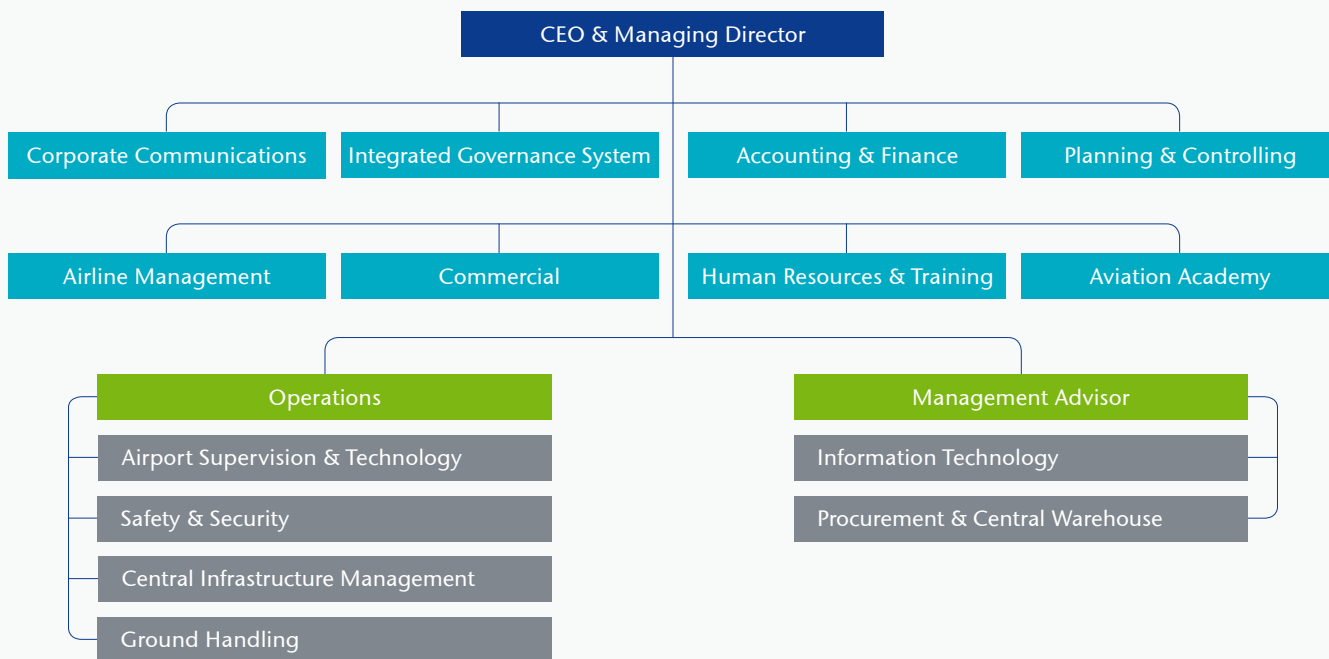 CEO & Managing Director
Corporate Communications
Integrated Governance System
Accounting & Finance
Planning & Controlling
Airline Management
Commercial
Human Resources & Training
Aviation Academy
Operations
Airport Supervision & Technology
Safety & Security
Central Infrastructure Management
Ground Handling
Management Advisor
Information Technology
Procurement & Central Warehouse